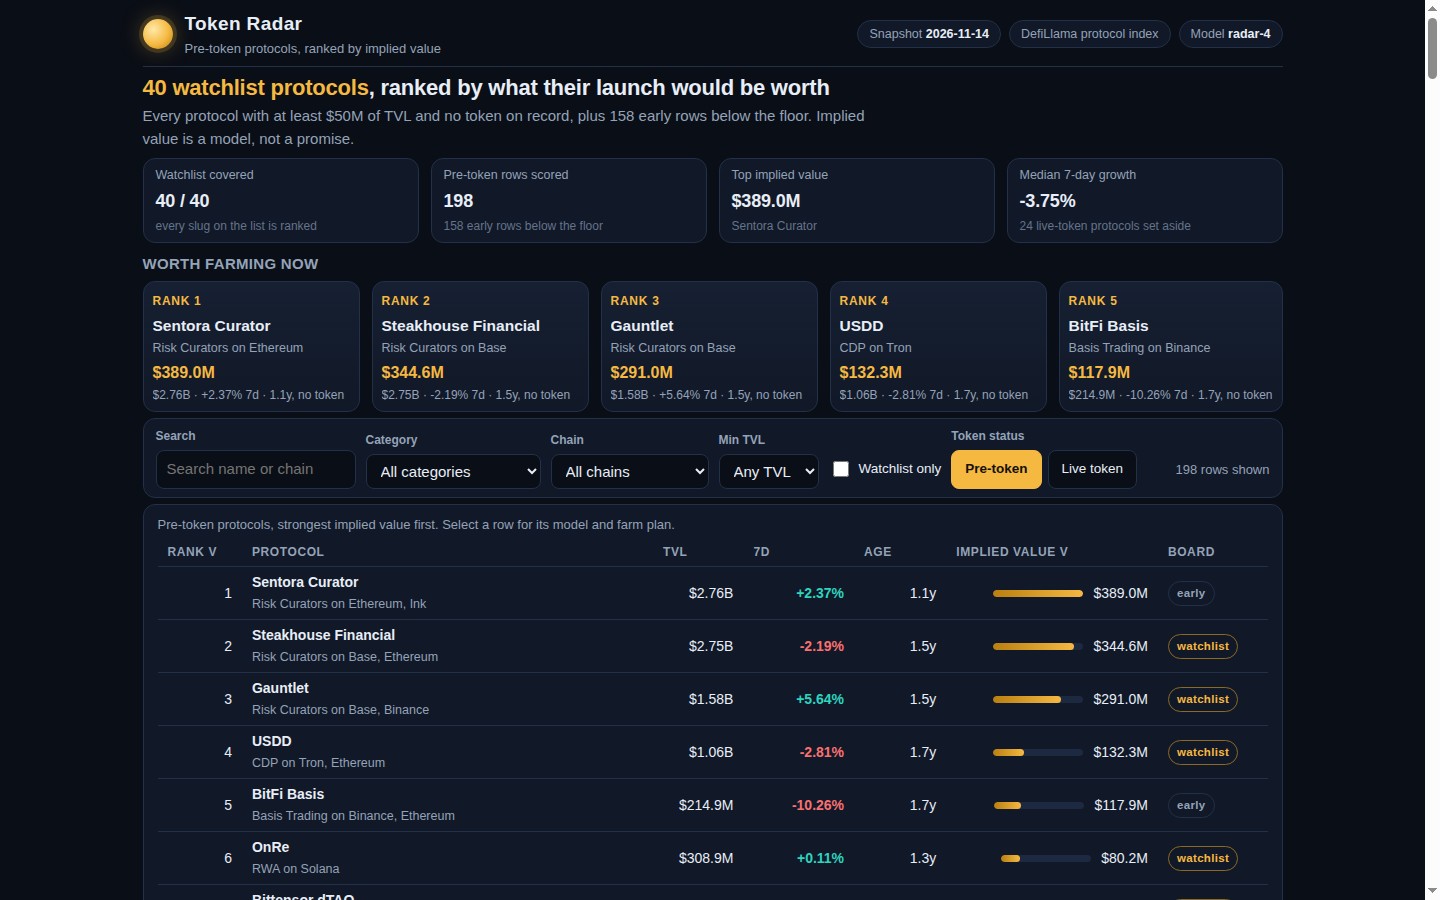 Token Radar
Pre-token protocols, ranked by implied value
Snapshot 2026-11-14
DefiLlama protocol index
Model radar-4
40 watchlist protocols, ranked by what their launch would be worth
Every protocol with at least $50M of TVL and no token on record, plus 158 early rows below the floor. Implied
value is a model, not a promise.
Watchlist covered
40 / 40
every slug on the list is ranked
Pre-token rows scored
198
158 early rows below the floor
Top implied value
$389.0M
Sentora Curator
Median 7-day growth
-3.75%
24 live-token protocols set aside
WORTH FARMING NOW
RANK 1
Sentora Curator
Risk Curators on Ethereum
$389.0M
$2.76B · +2.37% 7d · 1.1y, no token
RANK 2
Steakhouse Financial
Risk Curators on Base
$344.6M
$2.75B · -2.19% 7d · 1.5y, no token
RANK 3
Gauntlet
Risk Curators on Base
$291.0M
$1.58B · +5.64% 7d · 1.5y, no token
RANK 4
USDD
CDP on Tron
$132.3M
$1.06B · -2.81% 7d · 1.7y, no token
RANK 5
BitFi Basis
Basis Trading on Binance
$117.9M
$214.9M · -10.26% 7d · 1.7y, no token
Search
Search name or chain
Category
All categories
Chain
All chains
Min TVL
Any TVL
Watchlist only
Token status
Pre-token
Live token
198 rows shown
Pre-token protocols, strongest implied value first. Select a row for its model and farm plan.
RANK V PROTOCOL TVL 7D AGE IMPLIED VALUE V BOARD
1 Sentora Curator $2.76B +2.37% 1.1y $389.0M early
Risk Curators on Ethereum, Ink
2 Steakhouse Financial $2.75B -2.19% 1.5y $344.6M watchlist
Risk Curators on Base, Ethereum
3 Gauntlet $1.58B +5.64% 1.5y $291.0M watchlist
Risk Curators on Base, Binance
4 USDD $1.06B -2.81% 1.7y $132.3M watchlist
CDP on Tron, Ethereum
5 BitFi Basis $214.9M -10.26% 1.7y $117.9M early
Basis Trading on Binance, Ethereum
6 OnRe $308.9M +0.11% 1.3y $80.2M watchlist
RWA on Solana
Bittensor dTAO